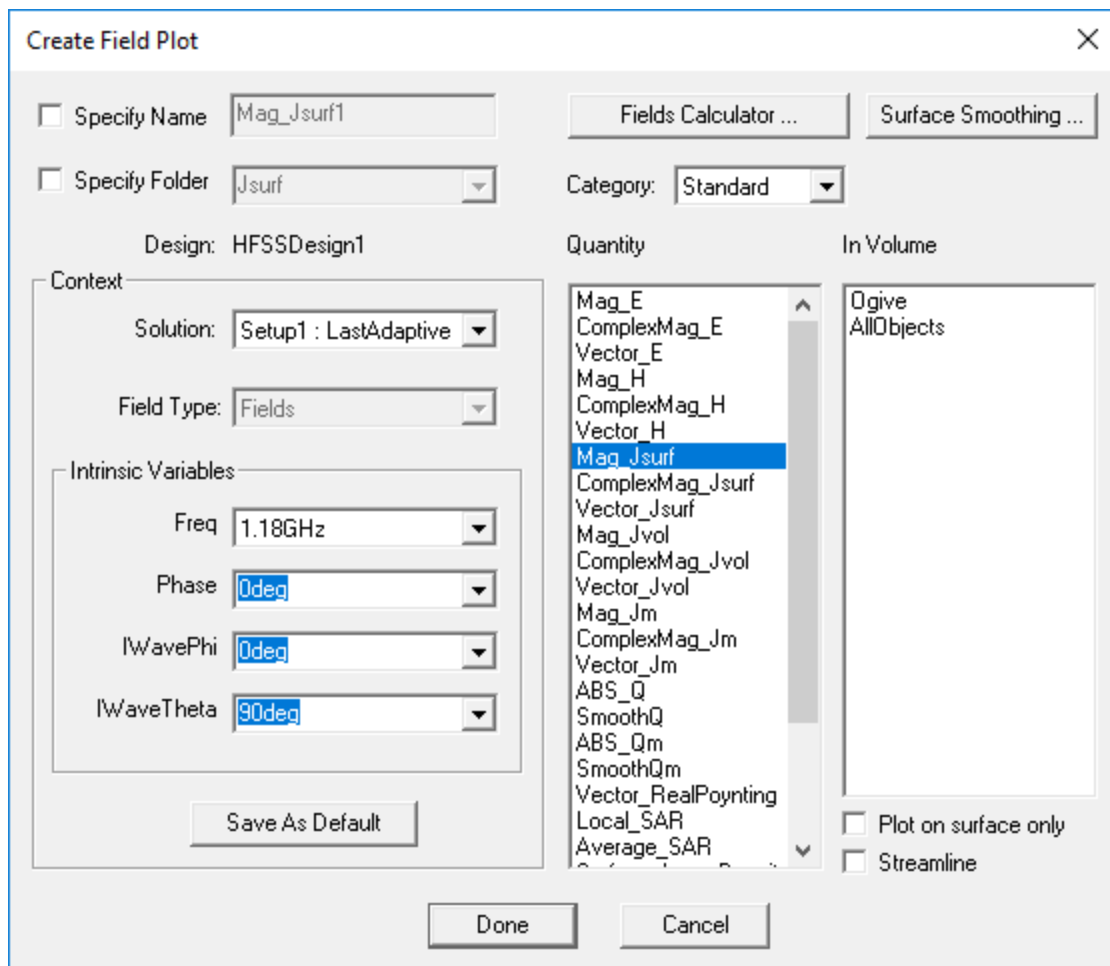 Create Field Plot
Specify Name
Mag_Jsurf1
Fields Calculator ...
Surface Smoothing ...
Specify Folder
Jsurf
Category:
Standard
Design:
HFSSDesign1
Quantity
In Volume
Context
Solution:
Setup1 : LastAdaptive
Field Type:
Fields
Intrinsic Variables
Freq
1.18GHz
Phase
0deg
IWavePhi
0deg
IWaveTheta
90deg
Save As Default
Mag_E
ComplexMag_E
Vector_E
Mag_H
ComplexMag_H
Vector_H
Mag_Jsurf
ComplexMag_Jsurf
Vector_Jsurf
Mag_Jvol
ComplexMag_Jvol
Vector_Jvol
Mag_Jm
ComplexMag_Jm
Vector_Jm
ABS_Q
SmoothQ
ABS_Qm
SmoothQm
Vector_RealPoynting
Local_SAR
Average_SAR
Ogive
AllObjects
Plot on surface only
Streamline
Done
Cancel